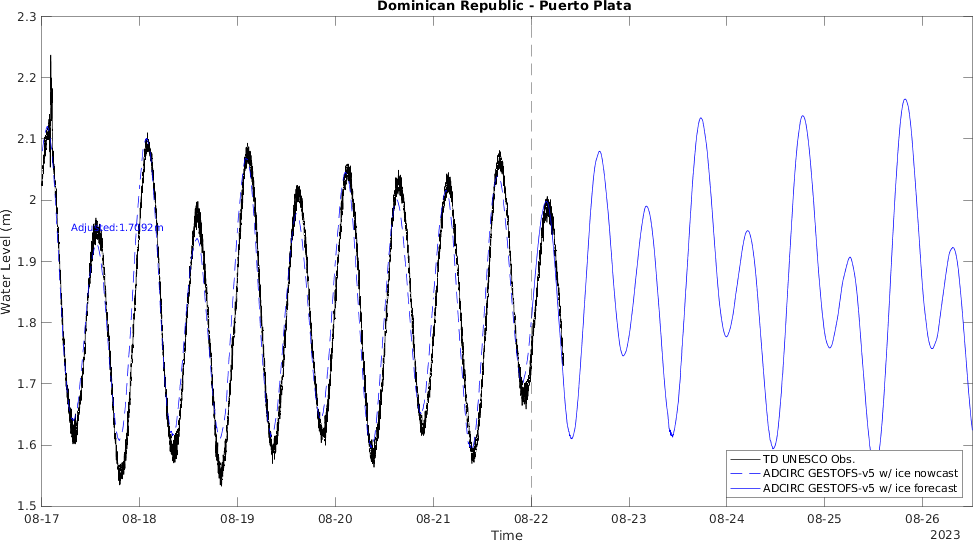 Dominican Republic - Puerto Plata
2.3
2.2
2.1
2
1.9
1.8
1.7
1.6
1.5
Water Level (m)
Adjusted:1.7092m
TD UNESCO Obs.
ADCIRC GESTOFS-v5 w/ ice nowcast
ADCIRC GESTOFS-v5 w/ ice forecast
08-17 08-18 08-19 08-20 08-21 08-22 08-23 08-24 08-25 08-26
Time
2023